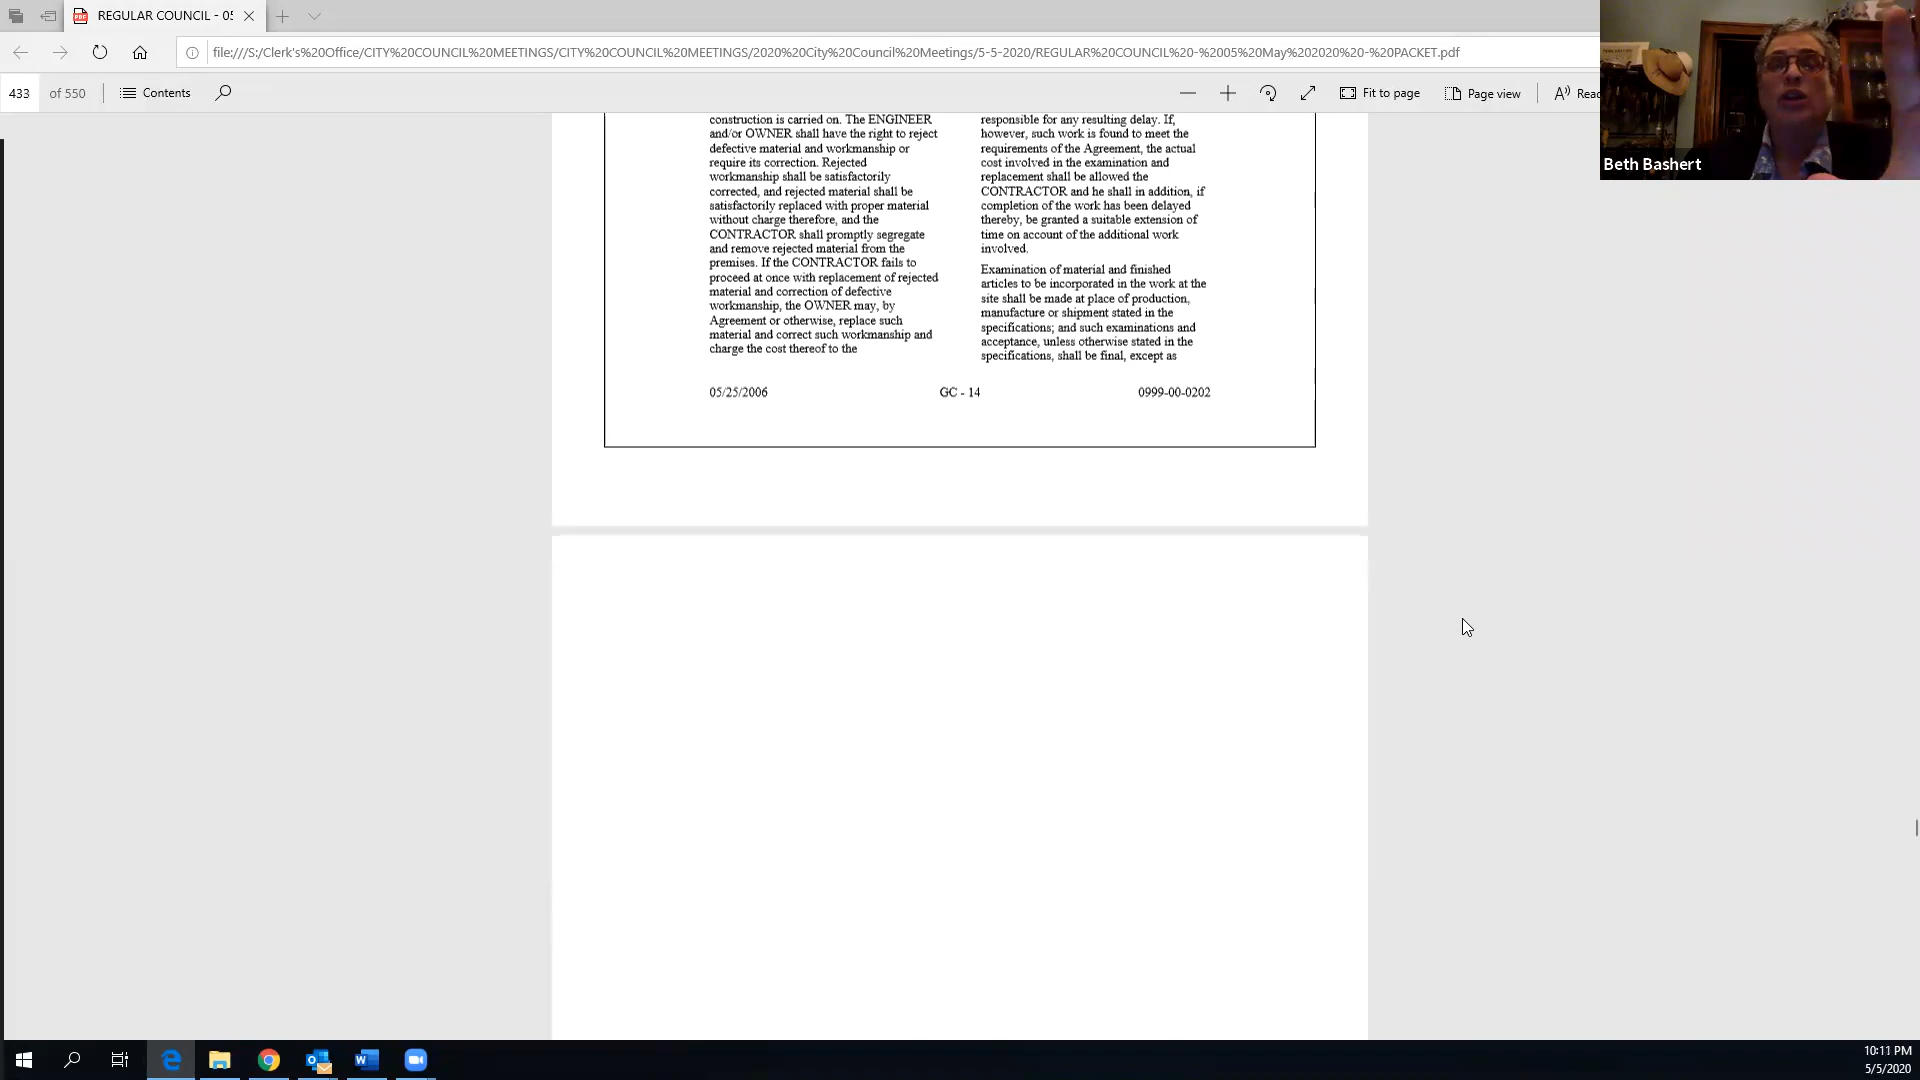 REGULAR COUNCIL - 05
file:///S:/Clerk's%20Office/CITY%20COUNCIL%20MEETINGS/CITY%20COUNCIL%20MEETINGS/2020%20City%20Council%20Meetings/5-5-2020/REGULAR%20COUNCIL%20-%2005%20May%202020%20-%20PACKET.pdf
433 of 550 Contents Fit to page Page view Reac
Beth Bashert
construction is carried on. The ENGINEER
and/or OWNER shall have the right to reject
defective material and workmanship or
require its correction. Rejected
workmanship shall be satisfactorily
corrected, and rejected material shall be
satisfactorily replaced with proper material
without charge therefore, and the
CONTRACTOR shall promptly segregate
and remove rejected material from the
premises. If the CONTRACTOR fails to
proceed at once with replacement of rejected
material and correction of defective
workmanship, the OWNER may, by
Agreement or otherwise, replace such
material and correct such workmanship and
charge the cost thereof to the
responsible for any resulting delay. If,
however, such work is found to meet the
requirements of the Agreement, the actual
cost involved in the examination and
replacement shall be allowed the
CONTRACTOR and he shall in addition, if
completion of the work has been delayed
thereby, be granted a suitable extension of
time on account of the additional work
involved.
Examination of material and finished
articles to be incorporated in the work at the
site shall be made at place of production,
manufacture or shipment stated in the
specifications; and such examinations and
acceptance, unless otherwise stated in the
specifications, shall be final, except as
05/25/2006 GC - 14 0999-00-0202
10:11 PM
5/5/2020